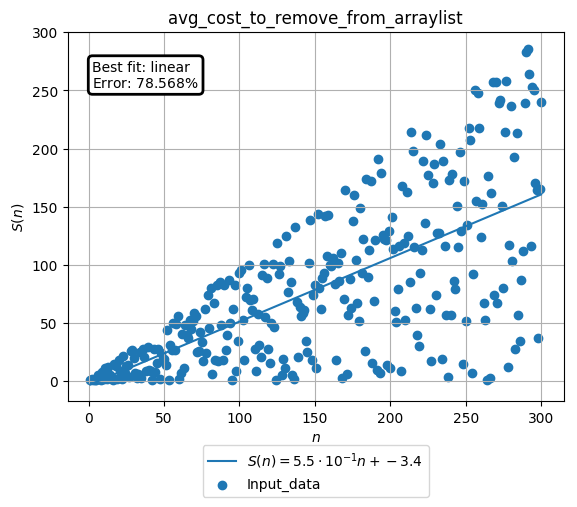 avg_cost_to_remove_from_arraylist
Best fit: linear
Error: 78.568%
S(n)
300
250
200
150
100
50
0
0 50 100 150 200 250 300
n
S(n) = 5.5 · 10⁻¹n + −3.4
Input_data